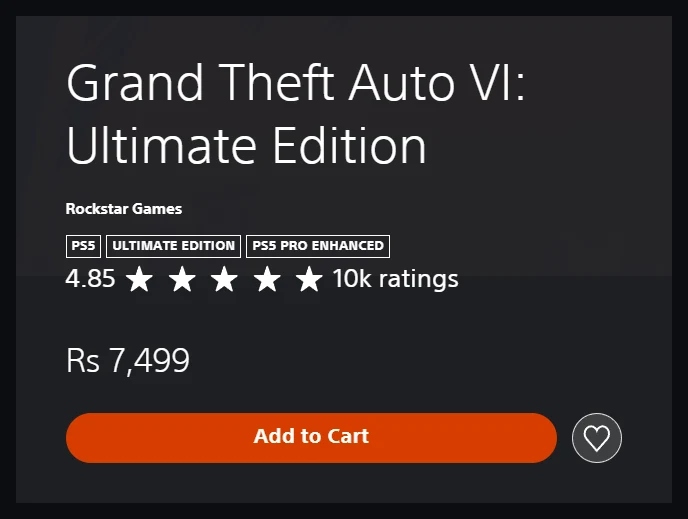 Grand Theft Auto VI:
Ultimate Edition
Rockstar Games
PS5 ULTIMATE EDITION PS5 PRO ENHANCED
4.85 10k ratings
Rs 7,499
Add to Cart